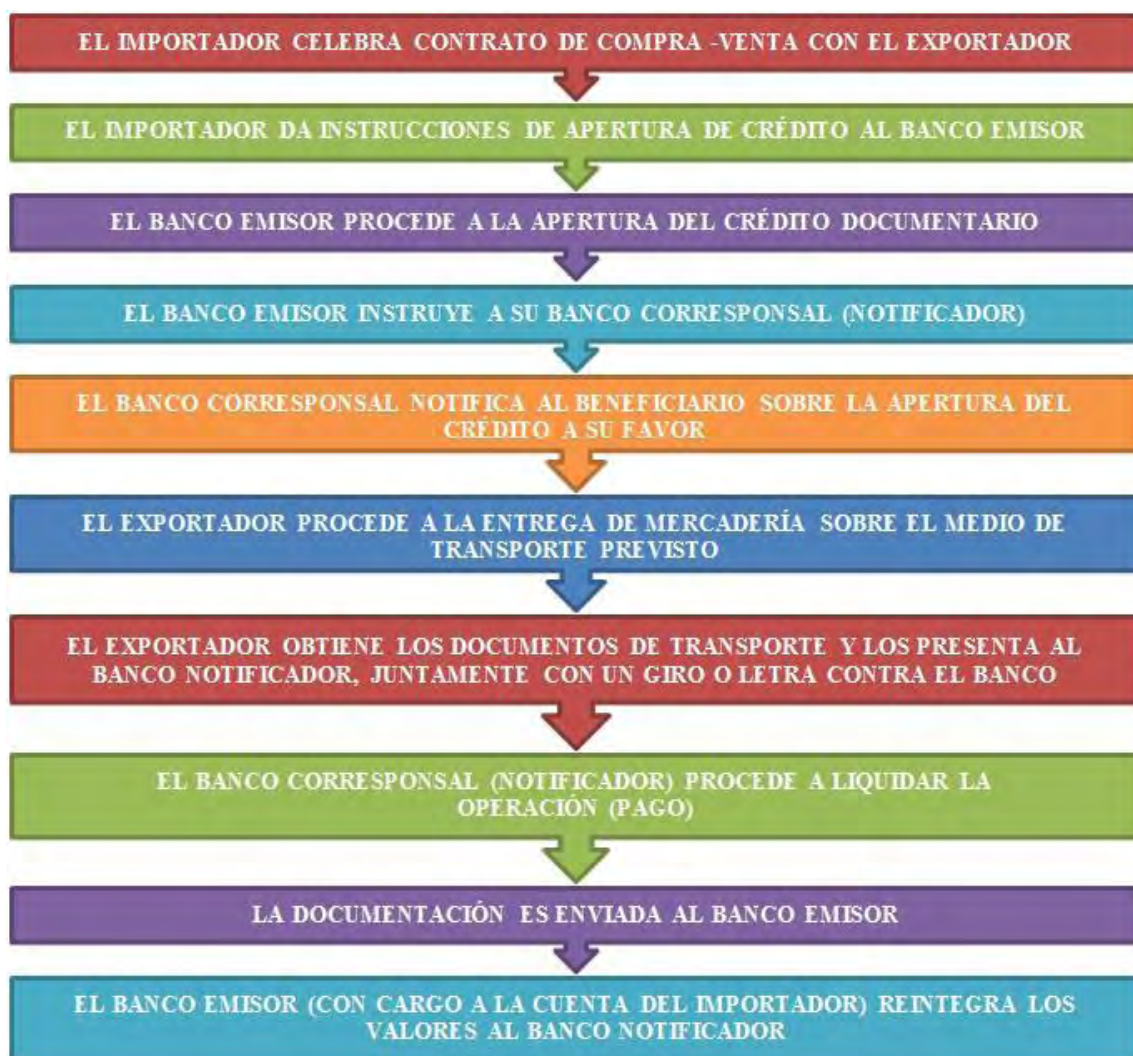 EL IMPORTADOR CELEBRA CONTRATO DE COMPRA -VENTA CON EL EXPORTADOR
EL IMPORTADOR DA INSTRUCCIONES DE APERTURA DE CRÉDITO AL BANCO EMISOR
EL BANCO EMISOR PROCEDE A LA APERTURA DEL CRÉDITO DOCUMENTARIO
EL BANCO EMISOR INSTRUYE A SU BANCO CORRESPONSAL (NOTIFICADOR)
EL BANCO CORRESPONSAL NOTIFICA AL BENEFICIARIO SOBRE LA APERTURA DEL
CRÉDITO A SU FAVOR
EL EXPORTADOR PROCEDE A LA ENTREGA DE MERCADERÍA SOBRE EL MEDIO DE
TRANSPORTE PREVISTO
EL EXPORTADOR OBTIENE LOS DOCUMENTOS DE TRANSPORTE Y LOS PRESENTA AL
BANCO NOTIFICADOR, JUNTAMENTE CON UN GIRO O LETRA CONTRA EL BANCO
EL BANCO CORRESPONSAL (NOTIFICADOR) PROCEDE A LIQUIDAR LA
OPERACIÓN (PAGO)
LA DOCUMENTACIÓN ES ENVIADA AL BANCO EMISOR
EL BANCO EMISOR (CON CARGO A LA CUENTA DEL IMPORTADOR) REINTEGRA LOS
VALORES AL BANCO NOTIFICADOR